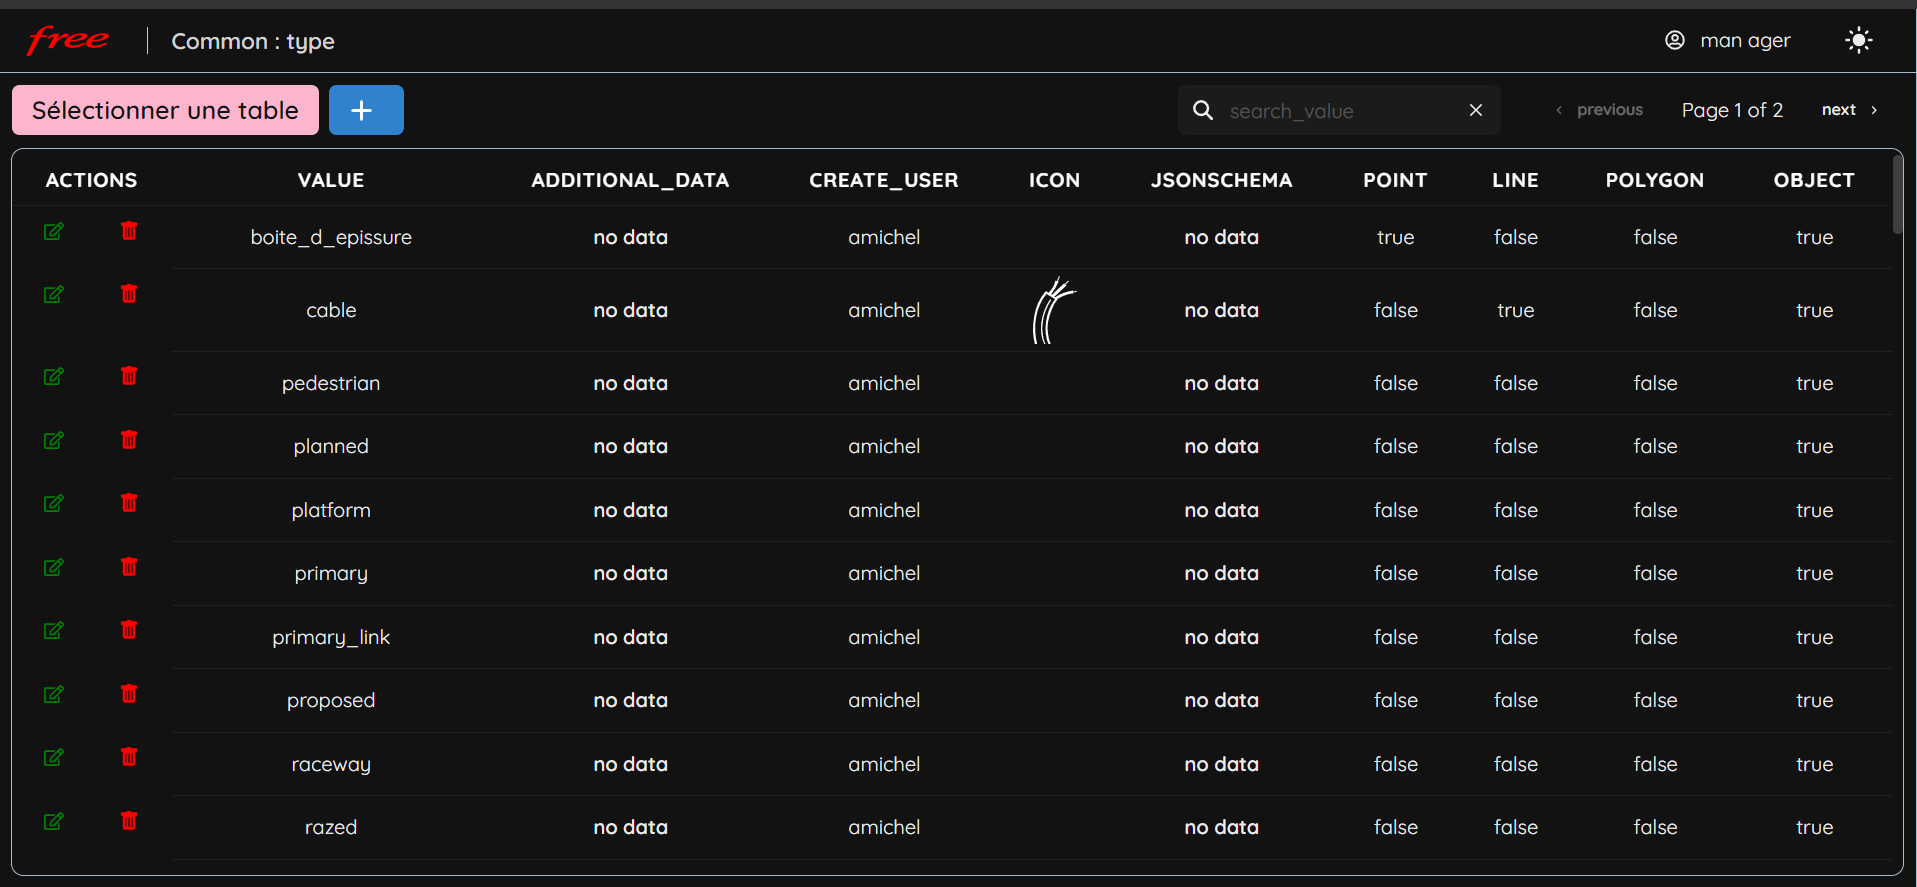 free Common : type man ager
Sélectionner une table + search_value × ‹ previous Page 1 of 2 next ›
ACTIONS VALUE ADDITIONAL_DATA CREATE_USER ICON JSONSCHEMA POINT LINE POLYGON OBJECT
boite_d_epissure no data amichel no data true false false true
cable no data amichel no data false true false true
pedestrian no data amichel no data false false false true
planned no data amichel no data false false false true
platform no data amichel no data false false false true
primary no data amichel no data false false false true
primary_link no data amichel no data false false false true
proposed no data amichel no data false false false true
raceway no data amichel no data false false false true
razed no data amichel no data false false false true